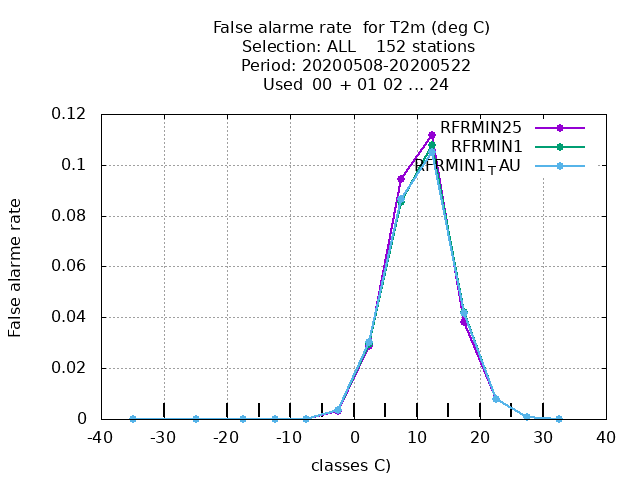 False alarme rate  for T2m (deg C)
Selection: ALL    152 stations
Period: 20200508-20200522
Used  00 + 01 02 ... 24
0.12
0.1
0.08
0.06
0.04
0.02
0
False alarme rate
RFRMIN25
RFRMIN1
RFRMIN1TAU
-40 -30 -20 -10 0 10 20 30 40
classes C)